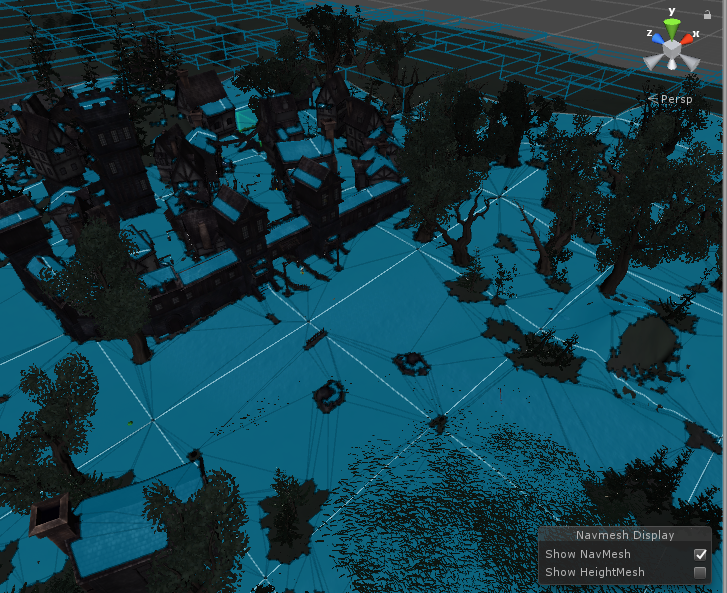 y
z
x
< Persp
Navmesh Display
Show NavMesh
Show HeightMesh